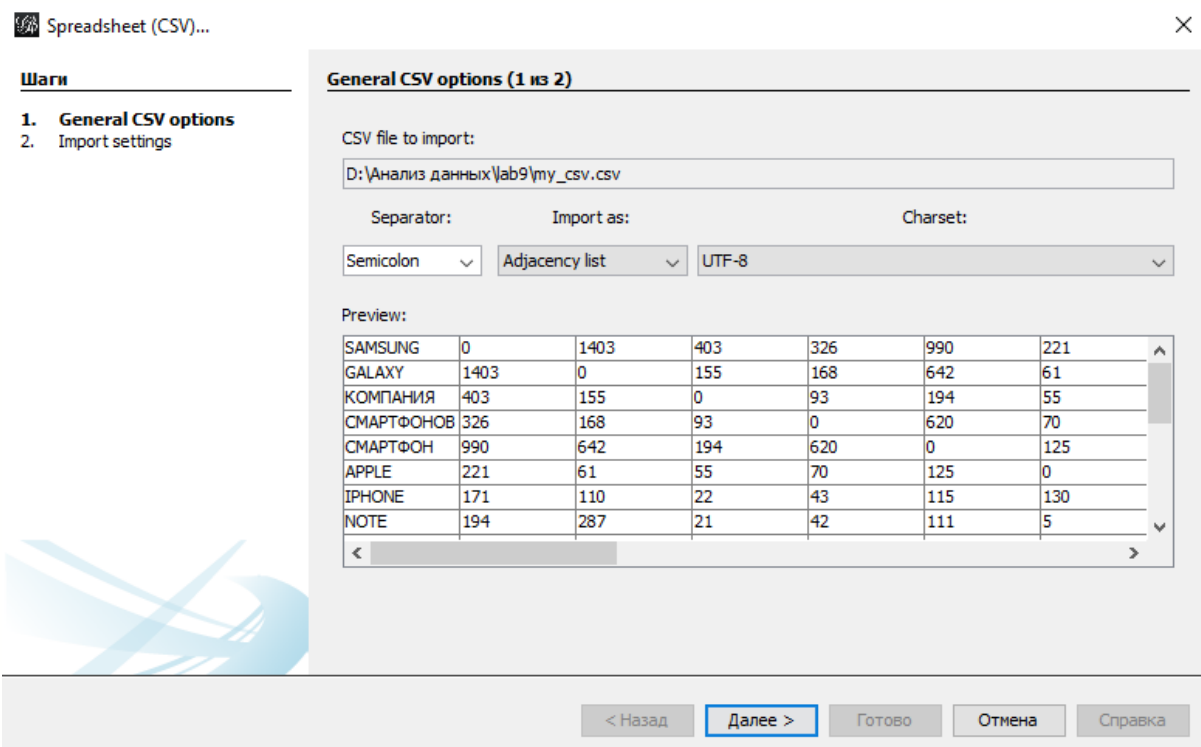 Spreadsheet (CSV)...
Шаги
1. General CSV options
2. Import settings
General CSV options (1 из 2)
CSV file to import:
D:\Анализ данных\lab9\my_csv.csv
Separator: Import as: Charset:
Semicolon Adjacency list UTF-8
Preview:
SAMSUNG 0 1403 403 326 990 221
GALAXY 1403 0 155 168 642 61
КОМПАНИЯ 403 155 0 93 194 55
СМАРТФОНОВ 326 168 93 0 620 70
СМАРТФОН 990 642 194 620 0 125
APPLE 221 61 55 70 125 0
IPHONE 171 110 22 43 115 130
NOTE 194 287 21 42 111 5
< Назад Далее > Готово Отмена Справка